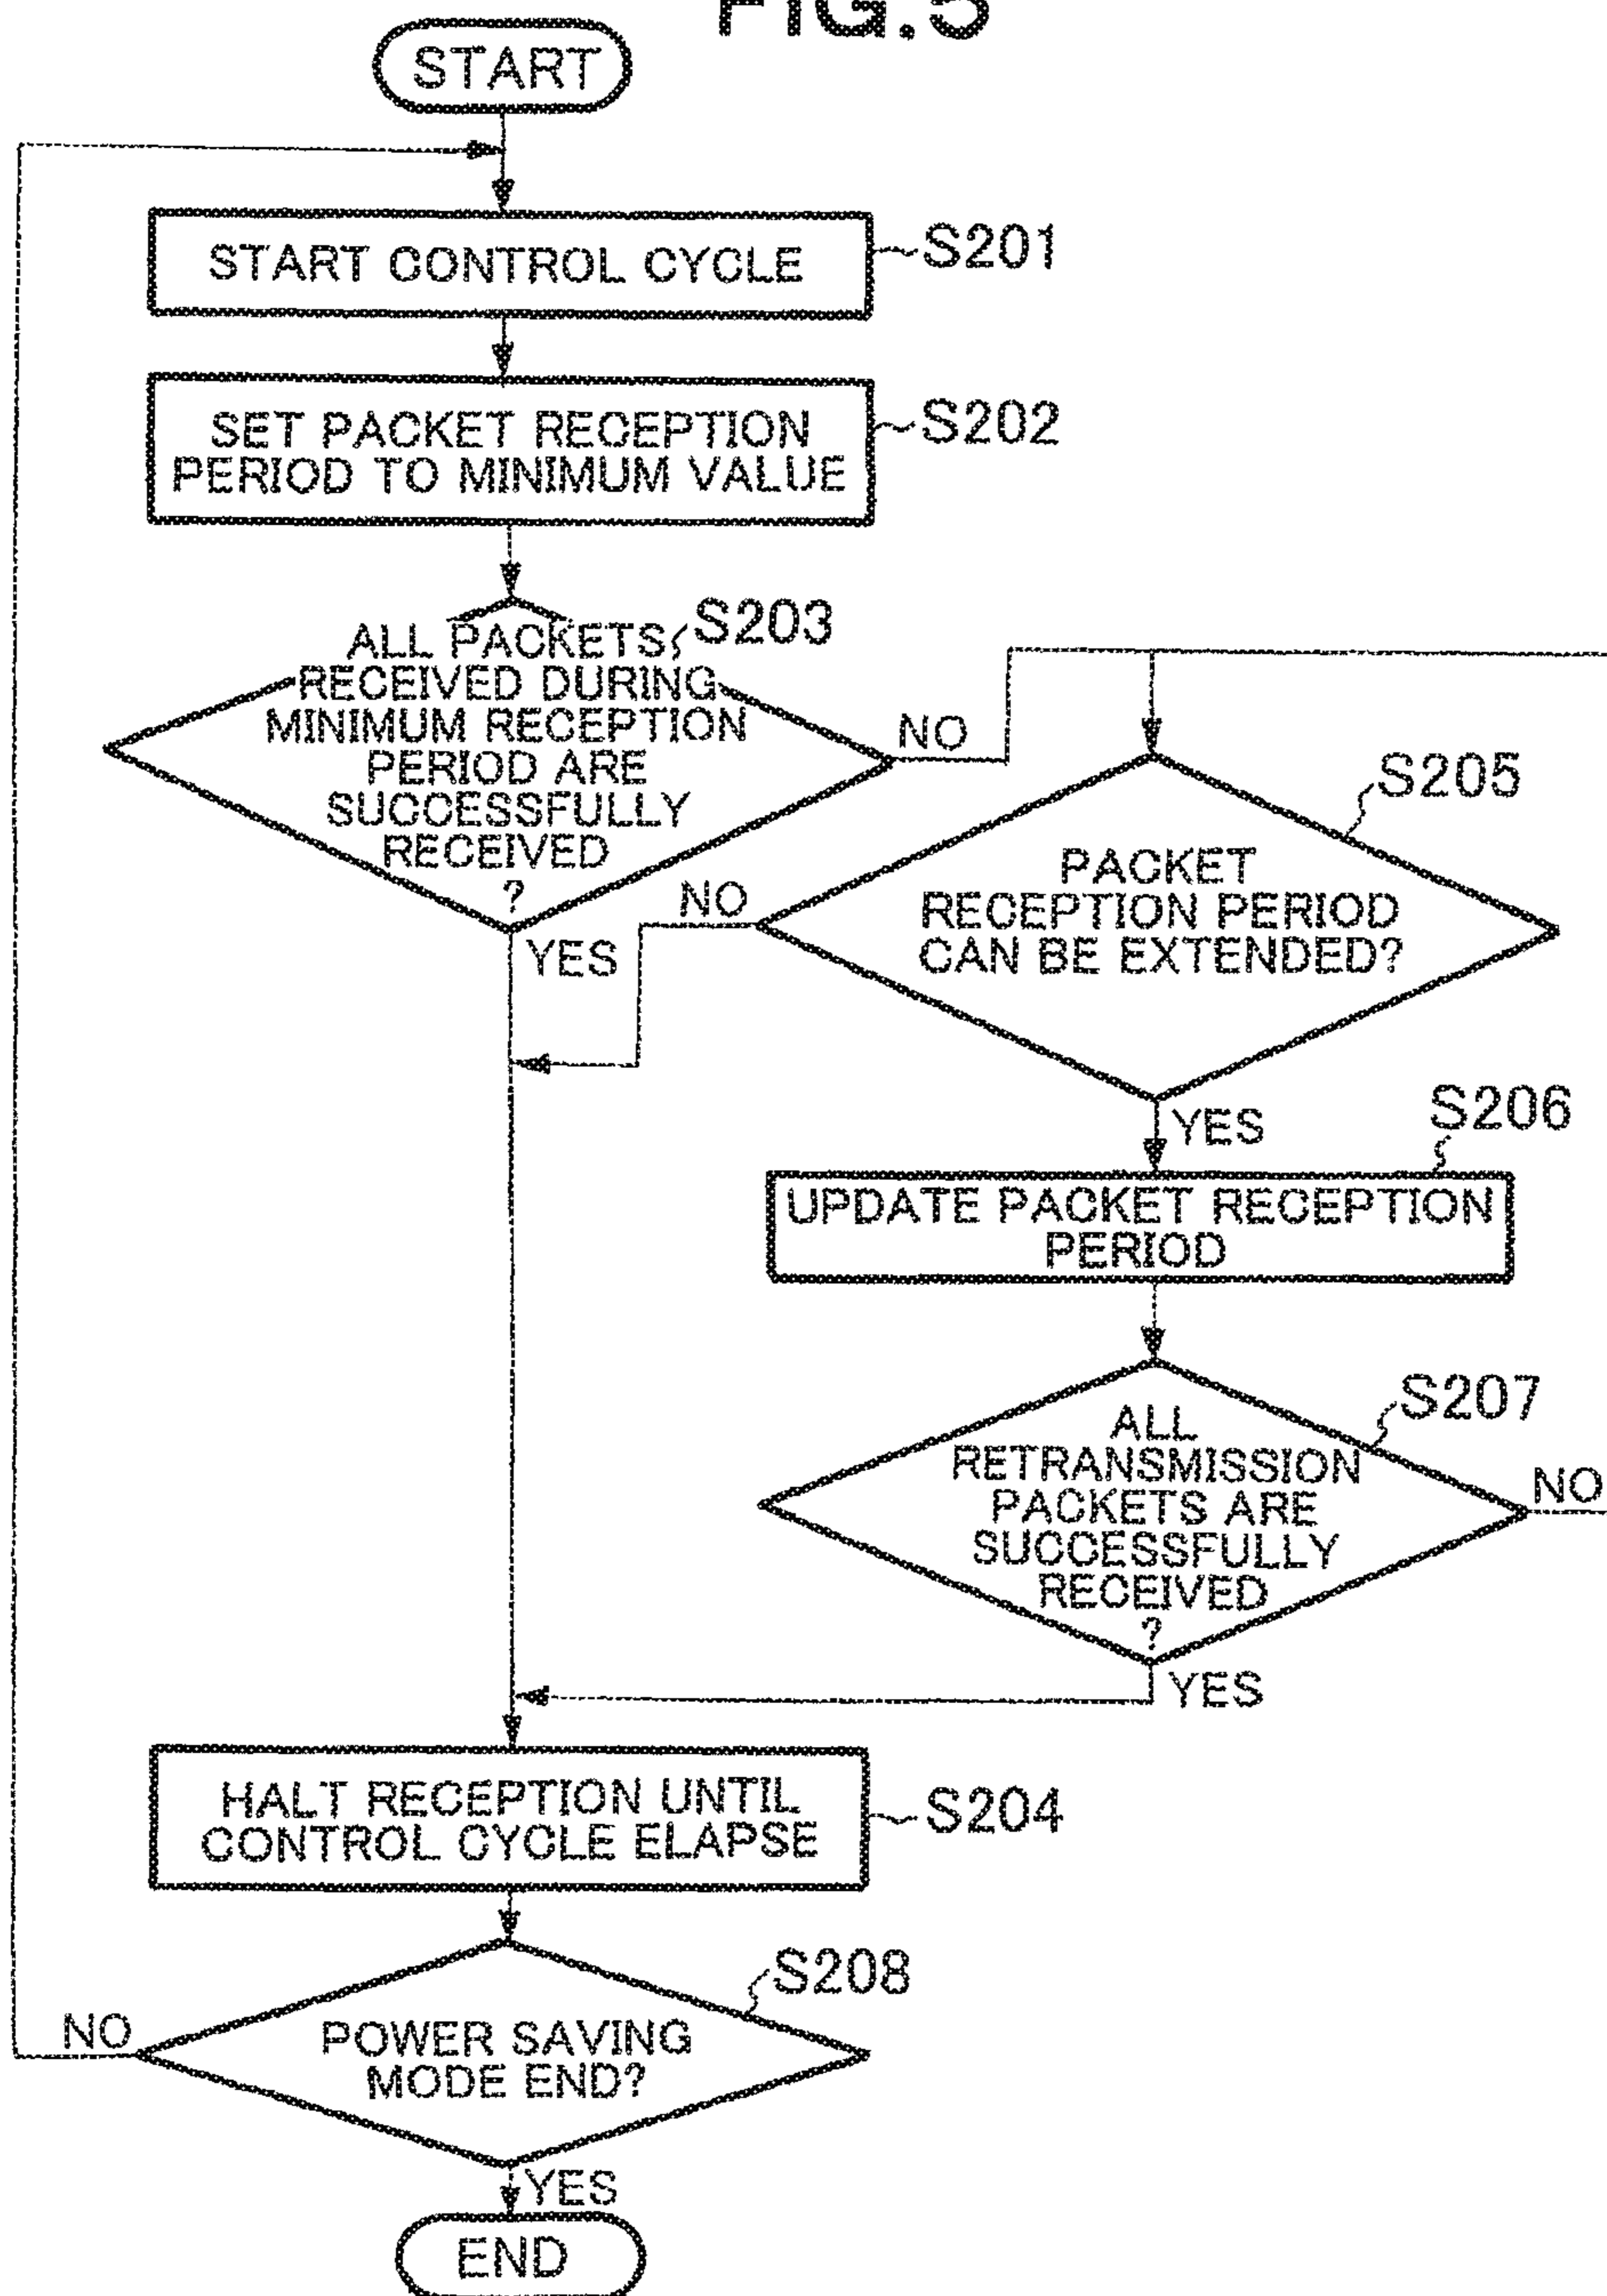 FIG.5
START
START CONTROL CYCLE
S201
SET PACKET RECEPTION
PERIOD TO MINIMUM VALUE
S202
ALL PACKETS
RECEIVED DURING
MINIMUM RECEPTION
PERIOD ARE
SUCCESSFULLY
RECEIVED
?
S203
NO
YES
PACKET
RECEPTION PERIOD
CAN BE EXTENDED?
S205
NO
YES
UPDATE PACKET RECEPTION
PERIOD
S206
ALL
RETRANSMISSION
PACKETS ARE
SUCCESSFULLY
RECEIVED
?
S207
NO
YES
HALT RECEPTION UNTIL
CONTROL CYCLE ELAPSE
S204
POWER SAVING
MODE END?
S208
NO
YES
END